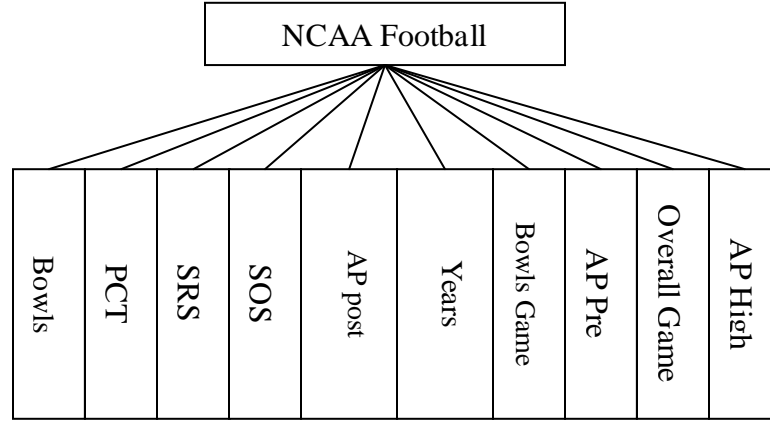 NCAA Football
Bowls
PCT
SRS
SOS
AP post
Years
Bowls Game
AP Pre
Overall Game
AP High